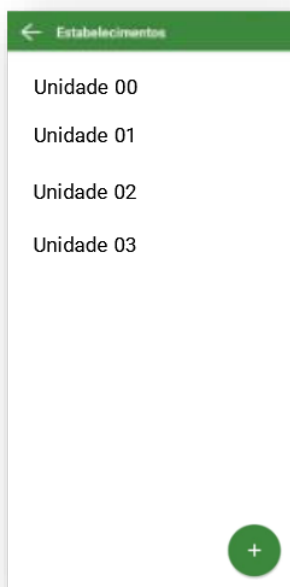 Estabelecimentos
Unidade 00
Unidade 01
Unidade 02
Unidade 03
+